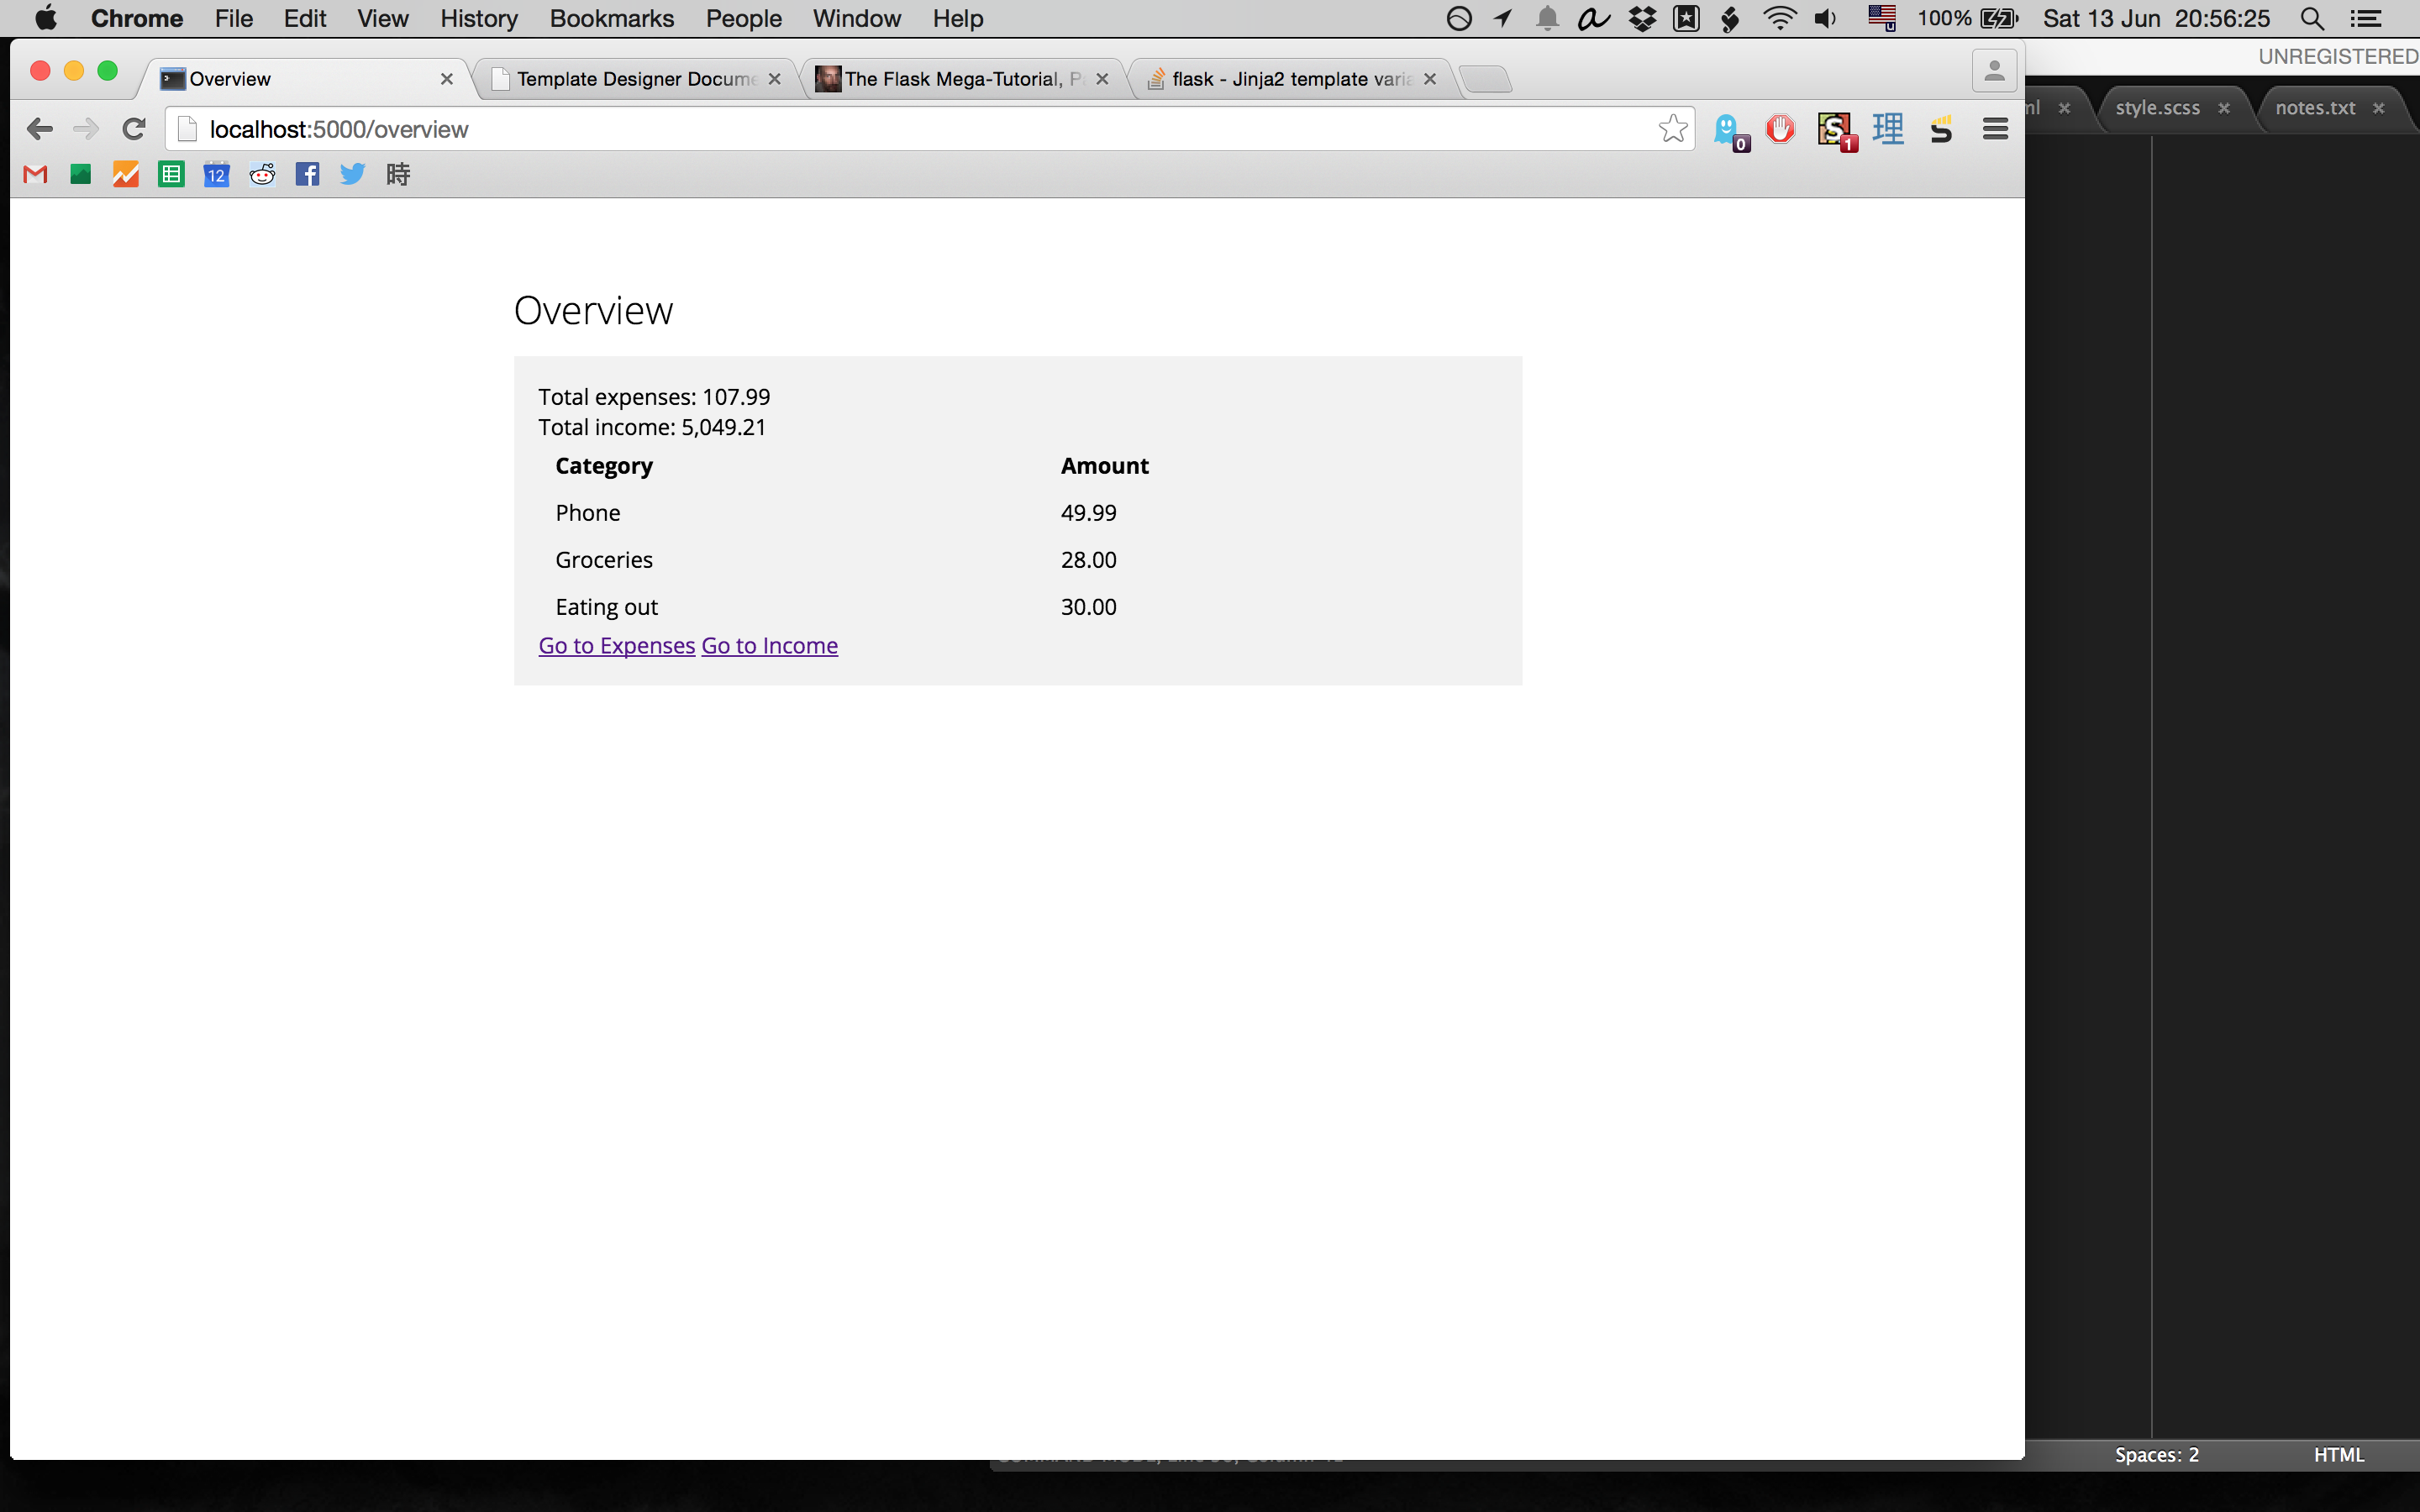 Chrome File Edit View History Bookmarks People Window Help 100% Sat 13 Jun 20:56:25
UNREGISTERED
Overview Template Designer Docume The Flask Mega-Tutorial, P flask - Jinja2 template varia
ml style.scss notes.txt
localhost:5000/overview 0 1 理
12 時
Overview
Total expenses: 107.99
Total income: 5,049.21
Category Amount
Phone 49.99
Groceries 28.00
Eating out 30.00
Go to Expenses Go to Income
Spaces: 2 HTML